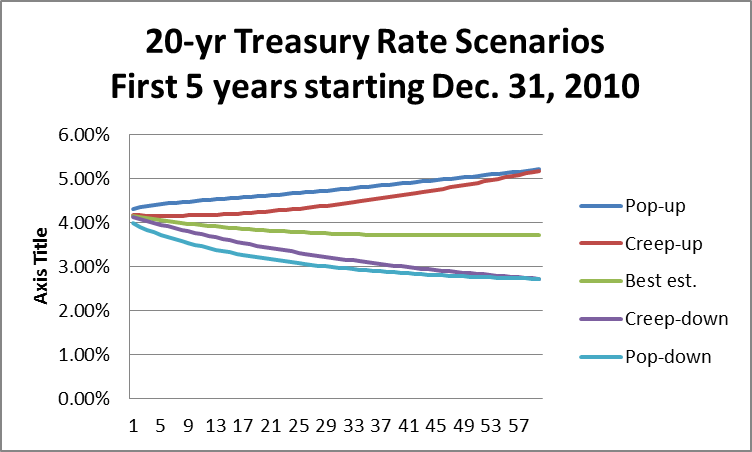 20-yr Treasury Rate Scenarios
First 5 years starting Dec. 31, 2010
6.00%
5.00%
4.00%
3.00%
2.00%
1.00%
0.00%
Axis Title
1 5 9 13 17 21 25 29 33 37 41 45 49 53 57
Pop-up
Creep-up
Best est.
Creep-down
Pop-down